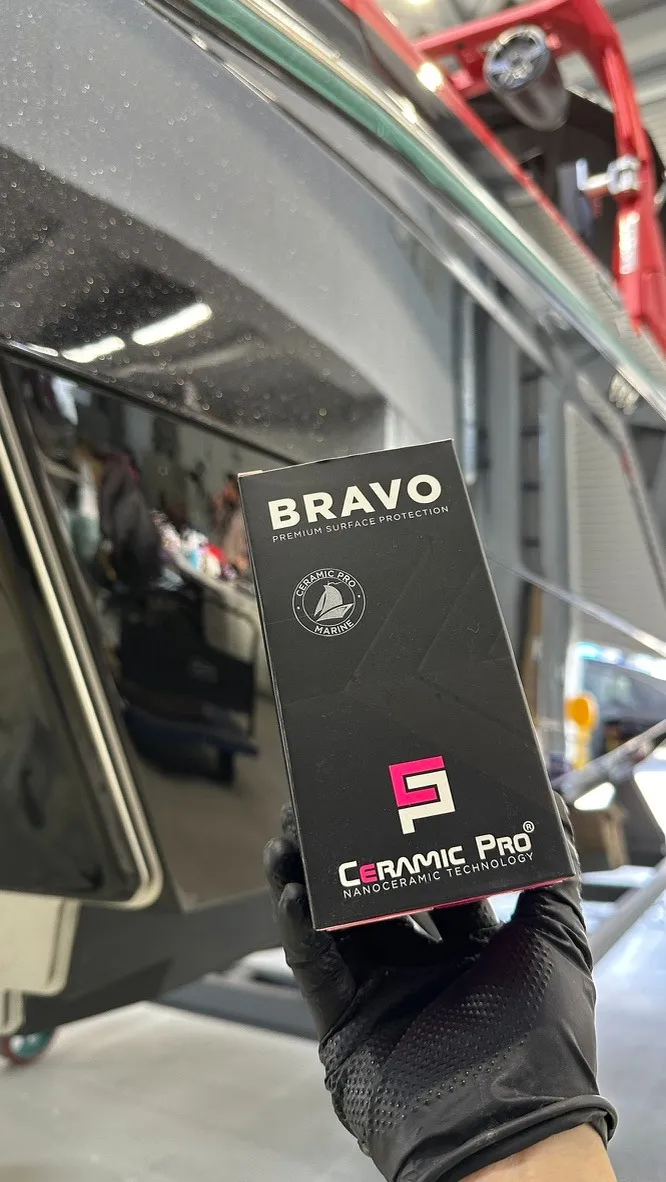 BRAVO
PREMIUM SURFACE PROTECTION
CERAMIC PRO
MARINE
CERAMIC PRO®
NANOCERAMIC TECHNOLOGY